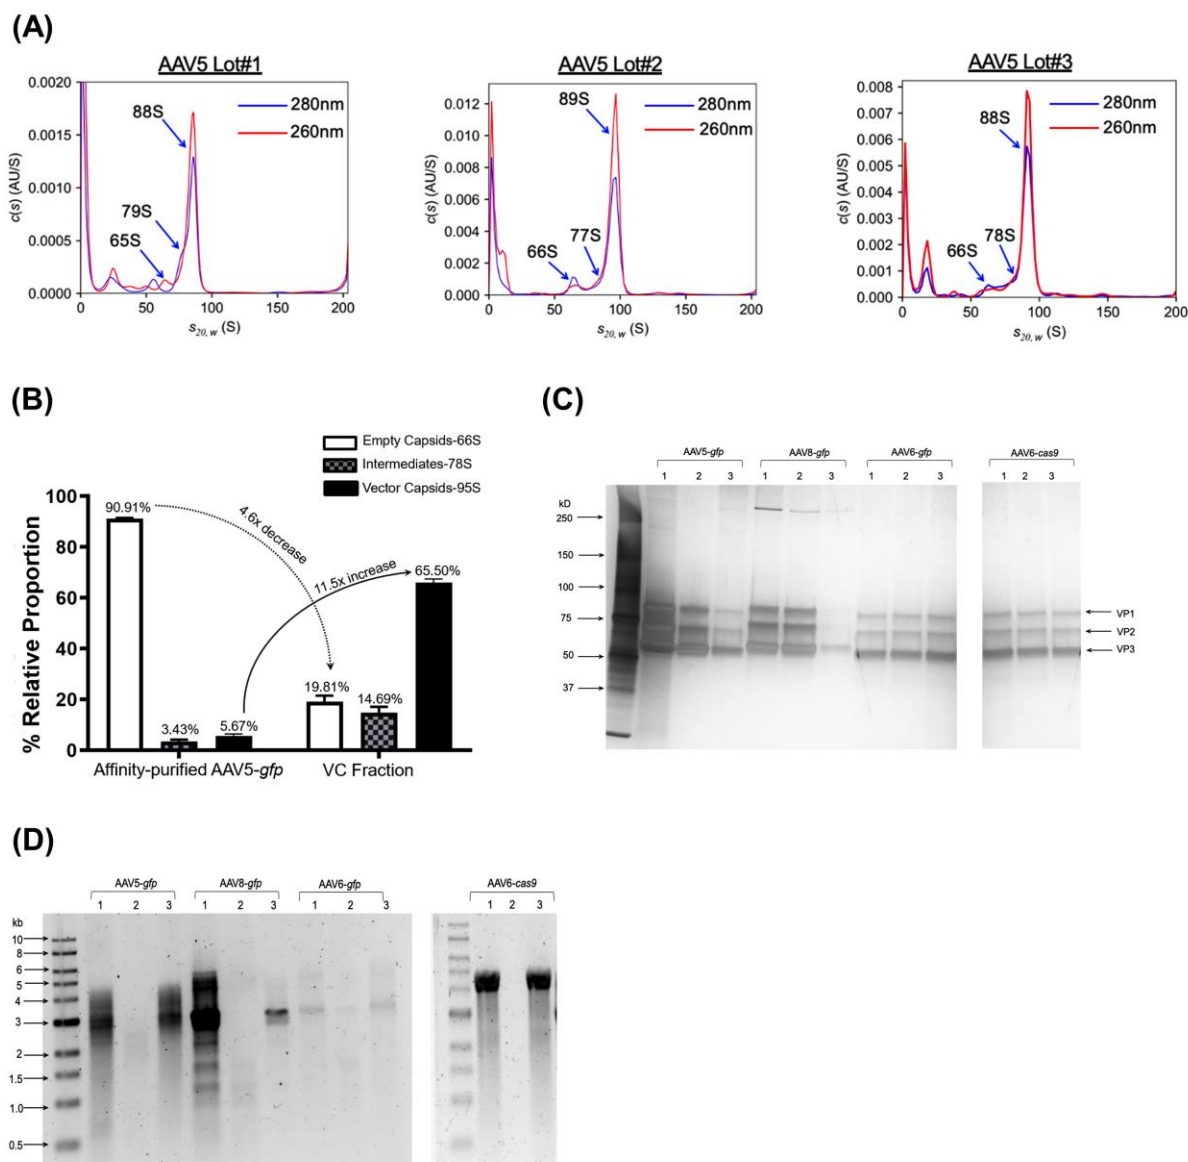 (A)
AAV5 Lot#1
0.0020
0.0015
0.0010
0.0005
0.0000
c(s) (AU/S)
88S
79S
65S
280nm
260nm
0 50 100 150 200
s20, w (S)
AAV5 Lot#2
0.012
0.010
0.008
0.006
0.004
0.002
0.000
c(s) (AU/S)
89S
77S
66S
280nm
260nm
0 50 100 150 200
s20, w (S)
AAV5 Lot#3
0.008
0.007
0.006
0.005
0.004
0.003
0.002
0.001
0.000
c(s) (AU/S)
88S
78S
66S
280nm
260nm
0 50 100 150 200
s20, w (S)
(B)
Empty Capsids-66S
Intermediates-78S
Vector Capsids-95S
% Relative Proportion
100
80
60
40
20
0
90.91%
4.6x decrease
11.5x increase
65.50%
19.81%
14.69%
3.43%
5.67%
Affinity-purified AAV5-gfp
VC Fraction
(C)
AAV5-gfp AAV8-gfp AAV6-gfp AAV6-cas9
1 2 3 1 2 3 1 2 3 1 2 3
kD
250
150
100
75
50
37
VP1
VP2
VP3
(D)
AAV5-gfp AAV8-gfp AAV6-gfp AAV6-cas9
1 2 3 1 2 3 1 2 3 1 2 3
kb
10
8
6
5
4
3
2
1.5
1.0
0.5